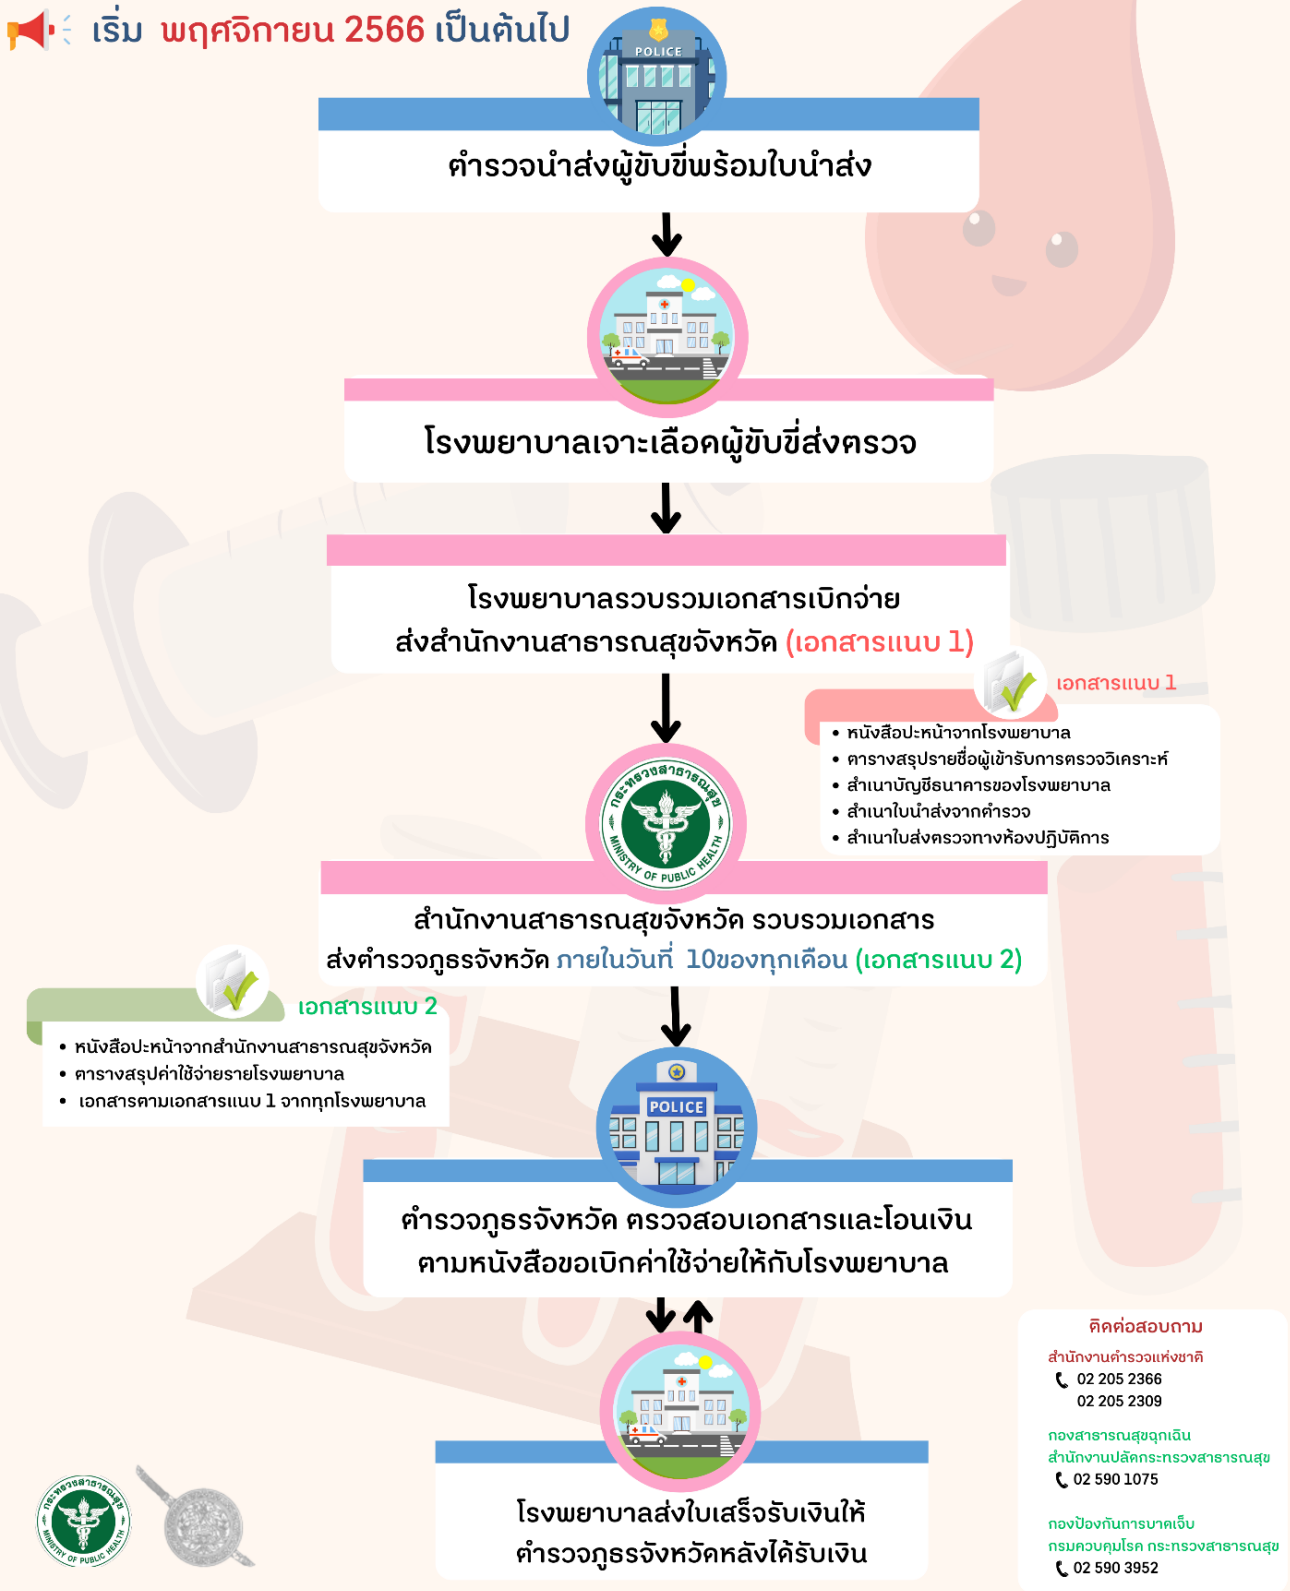 เริ่ม พฤศจิกายน 2566 เป็นต้นไป
POLICE
ตำรวจนำส่งผู้ขับขี่พร้อมใบนำส่ง
โรงพยาบาลเจาะเลือดผู้ขับขี่ส่งตรวจ
โรงพยาบาลรวบรวมเอกสารเบิกจ่าย
ส่งสำนักงานสาธารณสุขจังหวัด (เอกสารแนบ 1)
เอกสารแนบ 1
• หนังสือปะหน้าจากโรงพยาบาล
• ตารางสรุปรายชื่อผู้เข้ารับการตรวจวิเคราะห์
• สำเนาบัญชีธนาคารของโรงพยาบาล
• สำเนาใบนำส่งจากตำรวจ
• สำเนาใบส่งตรวจทางห้องปฏิบัติการ
กระทรวงสาธารณสุข
MINISTRY OF PUBLIC HEALTH
สำนักงานสาธารณสุขจังหวัด รวบรวมเอกสาร
ส่งตำรวจภูธรจังหวัด ภายในวันที่ 10ของทุกเดือน (เอกสารแนบ 2)
เอกสารแนบ 2
• หนังสือปะหน้าจากสำนักงานสาธารณสุขจังหวัด
• ตารางสรุปค่าใช้จ่ายรายโรงพยาบาล
• เอกสารตามเอกสารแนบ 1 จากทุกโรงพยาบาล
POLICE
ตำรวจภูธรจังหวัด ตรวจสอบเอกสารและโอนเงิน
ตามหนังสือขอเบิกค่าใช้จ่ายให้กับโรงพยาบาล
โรงพยาบาลส่งใบเสร็จรับเงินให้
ตำรวจภูธรจังหวัดหลังได้รับเงิน
กระทรวงสาธารณสุข
MINISTRY OF PUBLIC HEALTH
ติดต่อสอบถาม
สำนักงานตำรวจแห่งชาติ
02 205 2366
02 205 2309
กองสาธารณสุขฉุกเฉิน
สำนักงานปลัดกระทรวงสาธารณสุข
02 590 1075
กองป้องกันการบาดเจ็บ
กรมควบคุมโรค กระทรวงสาธารณสุข
02 590 3952